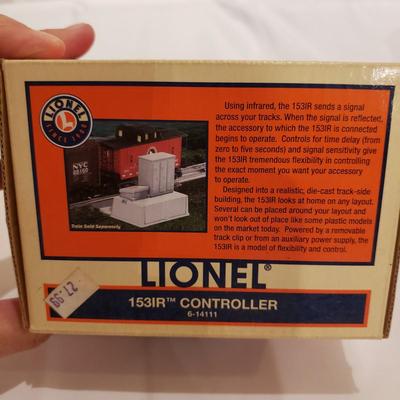 LIONEL
SINCE 1900
Using infrared, the 153IR sends a signal
across your tracks. When the signal is reflected,
the accessory to which the 153IR is connected
begins to operate. Controls for time delay (from
zero to five seconds) and signal sensitivity give
the 153IR tremendous flexibility in controlling
the exact moment you want your accessory
to operate.
Designed into a realistic, die-cast track-side
building, the 153IR looks at home on any layout.
Several can be placed around your layout and
won't look out of place like some plastic models
on the market today. Powered by a removable
track clip or from an auxiliary power supply, the
153IR is a model of flexibility and control.
NYC
Train Sold Separately
LIONEL®
153IR™ CONTROLLER
6-14111
27.99